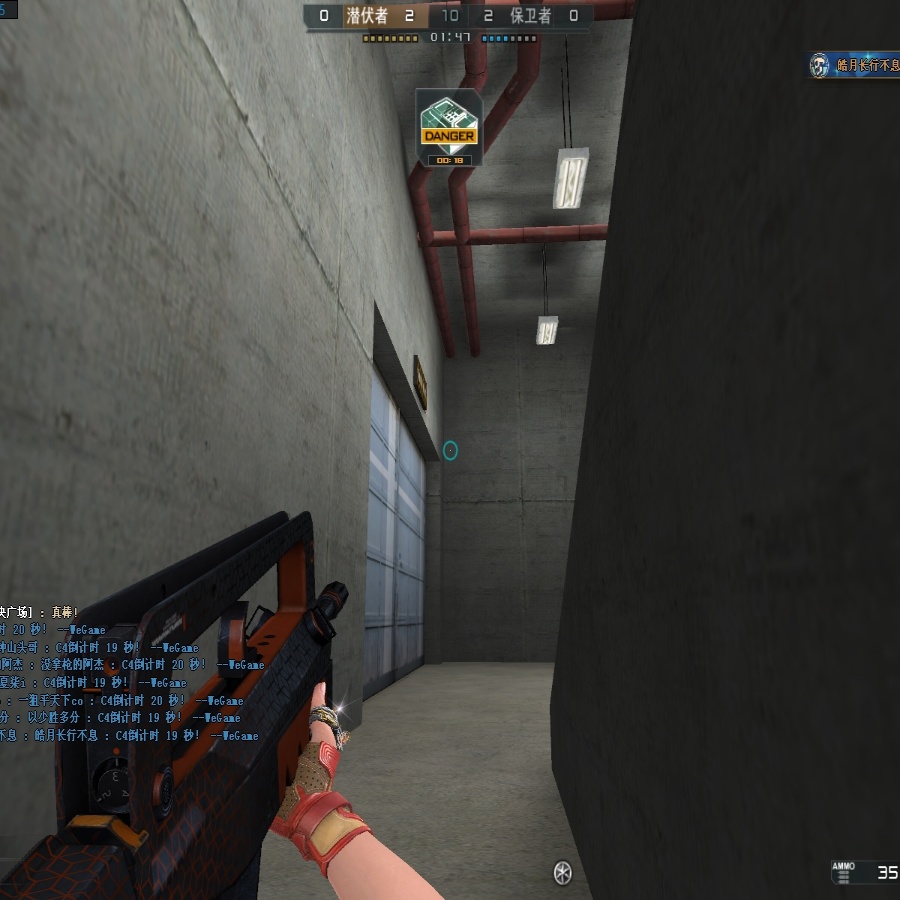 5
0 潜伏者 2 10 2 保卫者 0
01:47
皓月长行不息
DANGER
00:18
央广场] : 真棒!
时 20 秒! --WeGame
神山头哥 : C4倒计时 19 秒! --WeGame
阿杰 : 没拿枪的阿杰 : C4倒计时 20 秒! --WeGame
夏柒i : C4倒计时 19 秒! --WeGame
: 一狙平天下co : C4倒计时 20 秒! --WeGame
分 : 以少胜多分 : C4倒计时 19 秒! --WeGame
不息 : 皓月长行不息 : C4倒计时 19 秒! --WeGame
AMMO
35